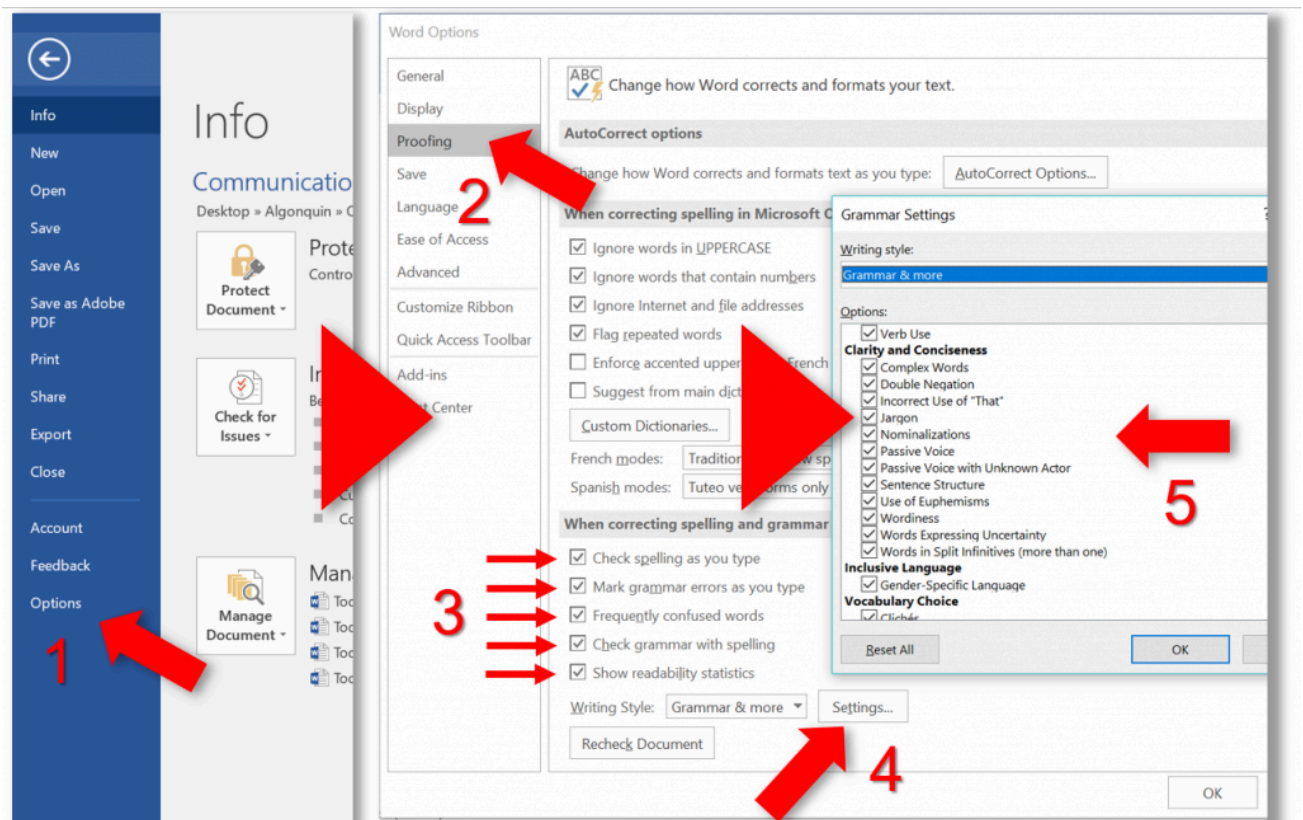 Info
New
Open
Save
Save As
Save as Adobe
PDF
Print
Share
Export
Close
Account
Feedback
Options
1
Info
Communicatio
Desktop » Algonquin » C
Protect
Document
Prote
Contro
Check for
Issues
Manage
Document
Man
Too
Too
Too
Too
Word Options
General
Display
Proofing
Save
Language
Ease of Access
Advanced
Customize Ribbon
Quick Access Toolbar
Add-ins
Center
2
ABC
Change how Word corrects and formats your text.
AutoCorrect options
Change how Word corrects and formats text as you type: AutoCorrect Options...
When correcting spelling in Microsoft O
Ignore words in UPPERCASE
Ignore words that contain numbers
Ignore Internet and file addresses
Flag repeated words
Enforce accented upper French
Suggest from main dict
Custom Dictionaries...
French modes: Tradition
Spanish modes: Tuteo ve forms only
When correcting spelling and grammar
3
Check spelling as you type
Mark grammar errors as you type
Frequently confused words
Check grammar with spelling
Show readability statistics
Writing Style: Grammar & more Settings...
Recheck Document
4
OK
Grammar Settings ?
Writing style:
Grammar & more
Options:
Verb Use
Clarity and Conciseness
Complex Words
Double Negation
Incorrect Use of "That"
Jargon
Nominalizations
Passive Voice
Passive Voice with Unknown Actor
Sentence Structure
Use of Euphemisms
Wordiness
Words Expressing Uncertainty
Words in Split Infinitives (more than one)
Inclusive Language
Gender-Specific Language
Vocabulary Choice
Clichés
5
Reset All OK